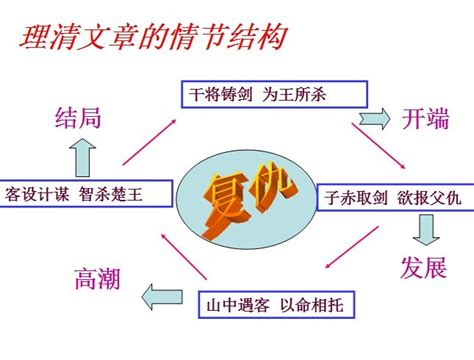 理清文章的情节结构
干将铸剑 为王所杀
结局
开端
客设计谋 智杀楚王
复仇
子赤取剑 欲报父仇
高潮
发展
山中遇客 以命相托